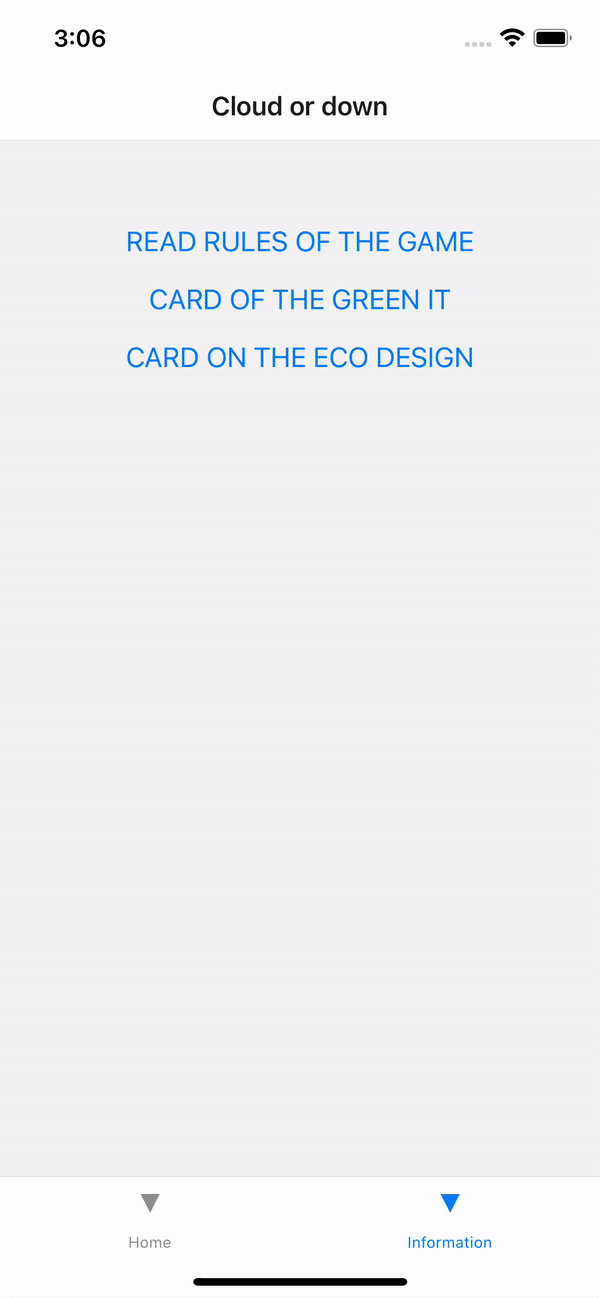 3:06
Cloud or down
READ RULES OF THE GAME
CARD OF THE GREEN IT
CARD ON THE ECO DESIGN
Home
Information